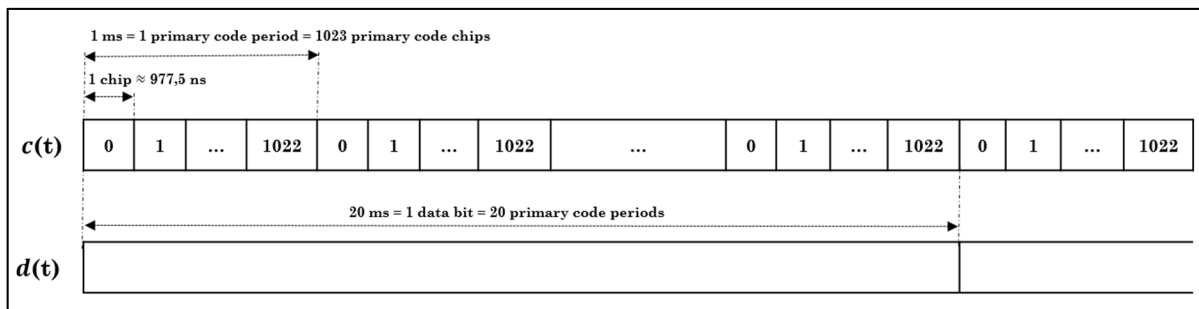 1 ms = 1 primary code period = 1023 primary code chips
1 chip ≈ 977,5 ns
c(t) 0 1 ... 1022 0 1 ... 1022 ... 0 1 ... 1022 0 1 ... 1022
20 ms = 1 data bit = 20 primary code periods
d(t)